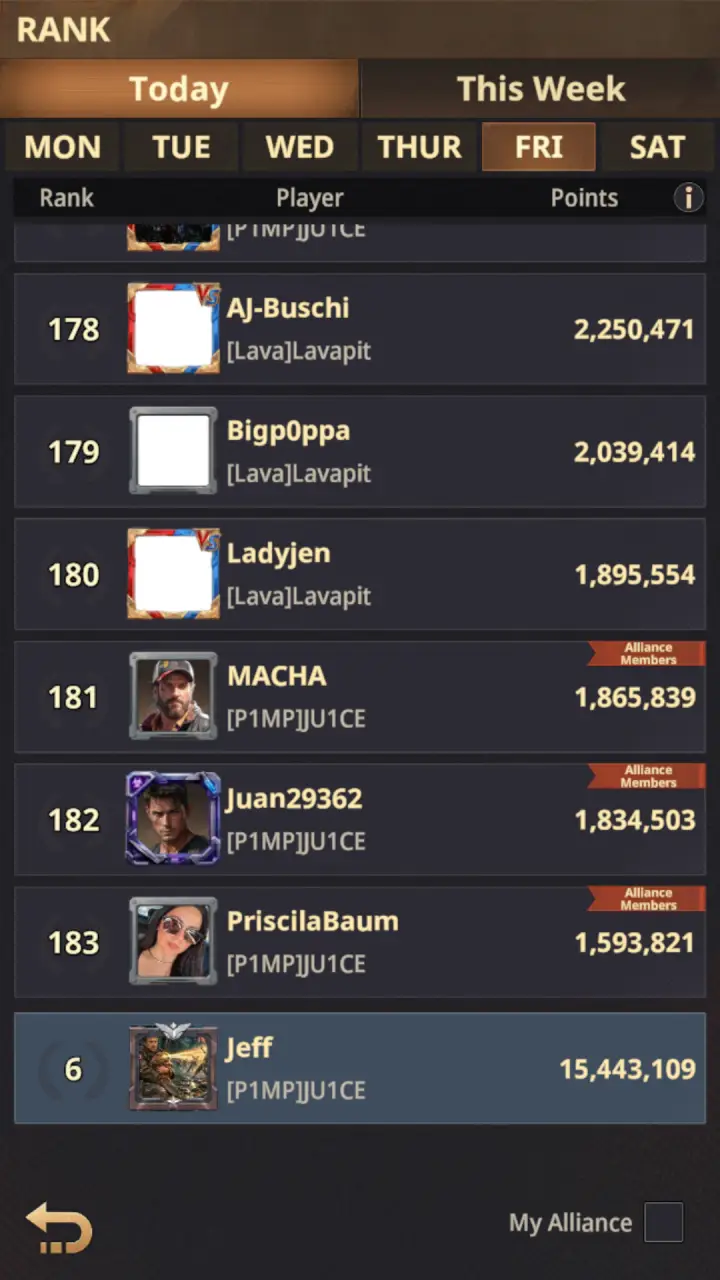 RANK
Today
This Week
MON TUE WED THUR FRI SAT
Rank Player Points
[P1MP]JU1CE
178 AJ-Buschi 2,250,471
[Lava]Lavapit
179 Bigp0ppa 2,039,414
[Lava]Lavapit
180 Ladyjen 1,895,554
[Lava]Lavapit
Alliance Members
181 MACHA 1,865,839
[P1MP]JU1CE
Alliance Members
182 Juan29362 1,834,503
[P1MP]JU1CE
Alliance Members
183 PriscilaBaum 1,593,821
[P1MP]JU1CE
6 Jeff 15,443,109
[P1MP]JU1CE
My Alliance